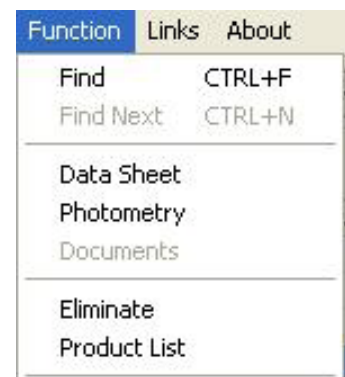 Function Links About
Find CTRL+F
Find Next CTRL+N
Data Sheet
Photometry
Documents
Eliminate
Product List